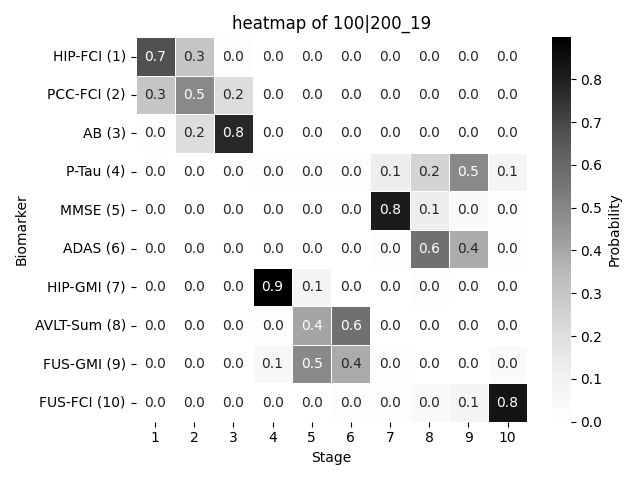 heatmap of 100|200_19
HIP-FCI (1) 0.7 0.3 0.0 0.0 0.0 0.0 0.0 0.0 0.0 0.0
PCC-FCI (2) 0.3 0.5 0.2 0.0 0.0 0.0 0.0 0.0 0.0 0.0
AB (3) 0.0 0.2 0.8 0.0 0.0 0.0 0.0 0.0 0.0 0.0
P-Tau (4) 0.0 0.0 0.0 0.0 0.0 0.0 0.1 0.2 0.5 0.1
MMSE (5) 0.0 0.0 0.0 0.0 0.0 0.0 0.8 0.1 0.0 0.0
ADAS (6) 0.0 0.0 0.0 0.0 0.0 0.0 0.0 0.6 0.4 0.0
HIP-GMI (7) 0.0 0.0 0.0 0.9 0.1 0.0 0.0 0.0 0.0 0.0
AVLT-Sum (8) 0.0 0.0 0.0 0.0 0.4 0.6 0.0 0.0 0.0 0.0
FUS-GMI (9) 0.0 0.0 0.0 0.1 0.5 0.4 0.0 0.0 0.0 0.0
FUS-FCI (10) 0.0 0.0 0.0 0.0 0.0 0.0 0.0 0.0 0.1 0.8
1 2 3 4 5 6 7 8 9 10
Stage
Biomarker
0.8
0.7
0.6
0.5
0.4
0.3
0.2
0.1
0.0
Probability